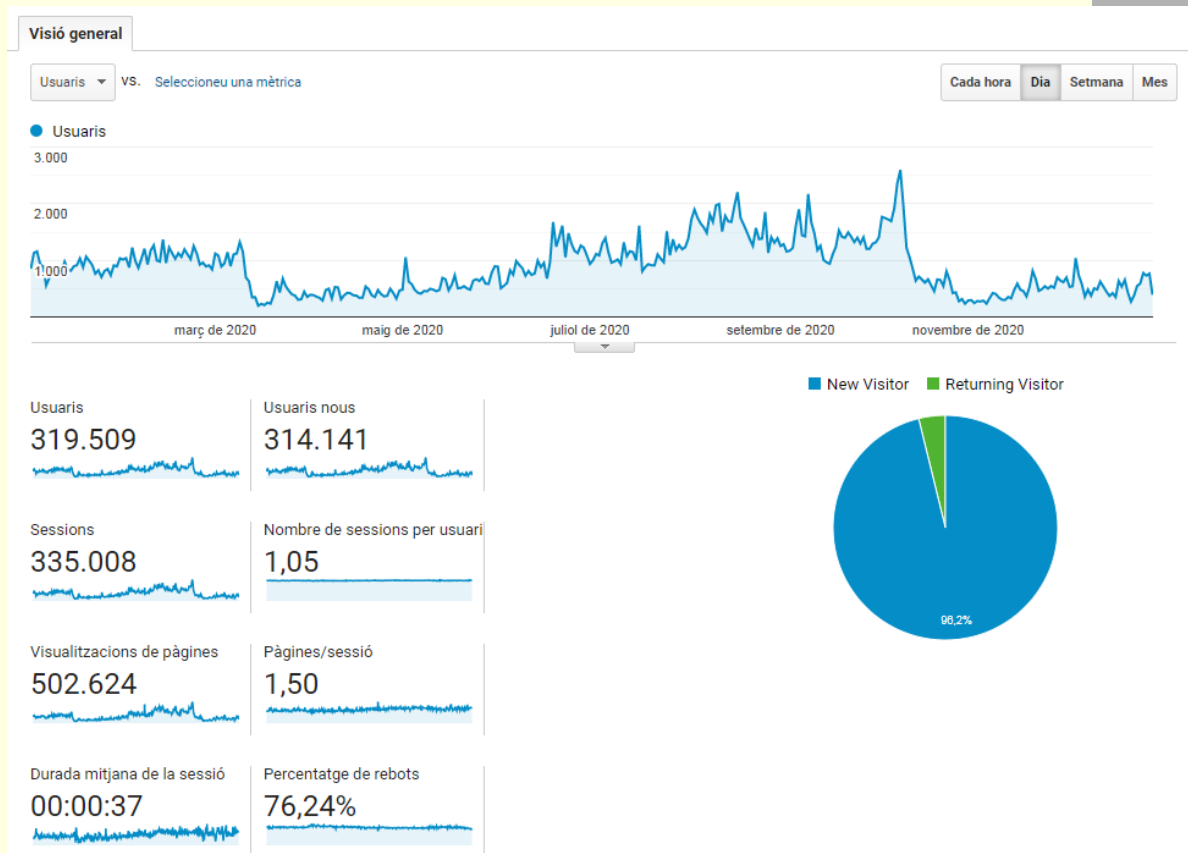 Visió general
Usuaris vs. Seleccioneu una mètrica
Cada hora Dia Setmana Mes
Usuaris
3.000
2.000
1.000
març de 2020 maig de 2020 juliol de 2020 setembre de 2020 novembre de 2020
New Visitor Returning Visitor
Usuaris
319.509
Usuaris nous
314.141
Sessions
335.008
Nombre de sessions per usuari
1,05
Visualitzacions de pàgines
502.624
Pàgines/sessió
1,50
Durada mitjana de la sessió
00:00:37
Percentatge de rebots
76,24%
96,2%